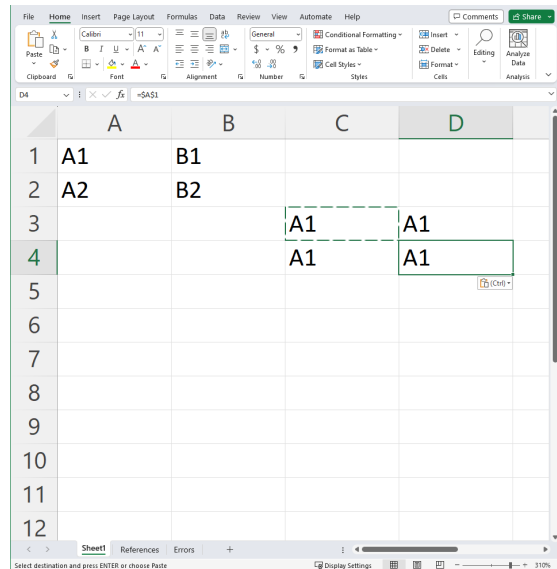 File Home Insert Page Layout Formulas Data Review View Automate Help Comments Share
Calibri 11 General Conditional Formatting Insert
Paste B I U A A $ % 9 Format as Table Delete Editing Analyze
A Cell Styles Format Data
Clipboard Font Alignment Number Styles Cells Analysis
D4 fx =$A$1
A B C D
1 A1 B1
2 A2 B2
3 A1 A1
4 A1 A1
5 (Ctrl)
6
7
8
9
10
11
12
Sheet1 References Errors +
Select destination and press ENTER or choose Paste Display Settings 310%